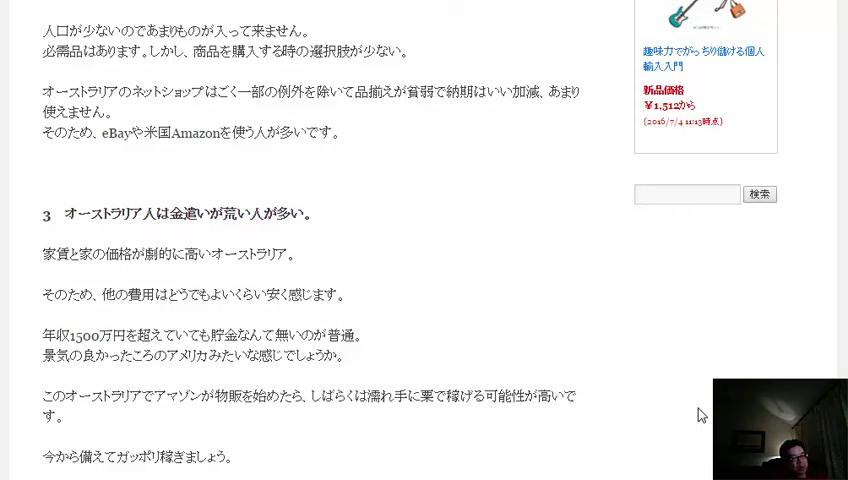 人口が少ないのであまりものが入って来ません。
必需品はあります。しかし、商品を購入する時の選択肢が少ない。
オーストラリアのネットショップはごく一部の例外を除いて品揃えが貧弱で納期はいい加減、あまり
使えません。
そのため、eBayや米国Amazonを使う人が多いです。
3　オーストラリア人は金遣いが荒い人が多い。
家賃と家の価格が劇的に高いオーストラリア。
そのため、他の費用はどうでもよいくらい安く感じます。
年収1500万円を超えていても貯金なんて無いのが普通。
景気の良かったころのアメリカみたいな感じでしょうか。
このオーストラリアでアマゾンが物販を始めたら、しばらくは濡れ手に粟で稼げる可能性が高いで
す。
今から備えてガッポリ稼ぎましょう。
趣味力でがっちり儲ける個人
輸入入門
新品価格
￥1,512から
(2016/7/4 11:13時点)
検索